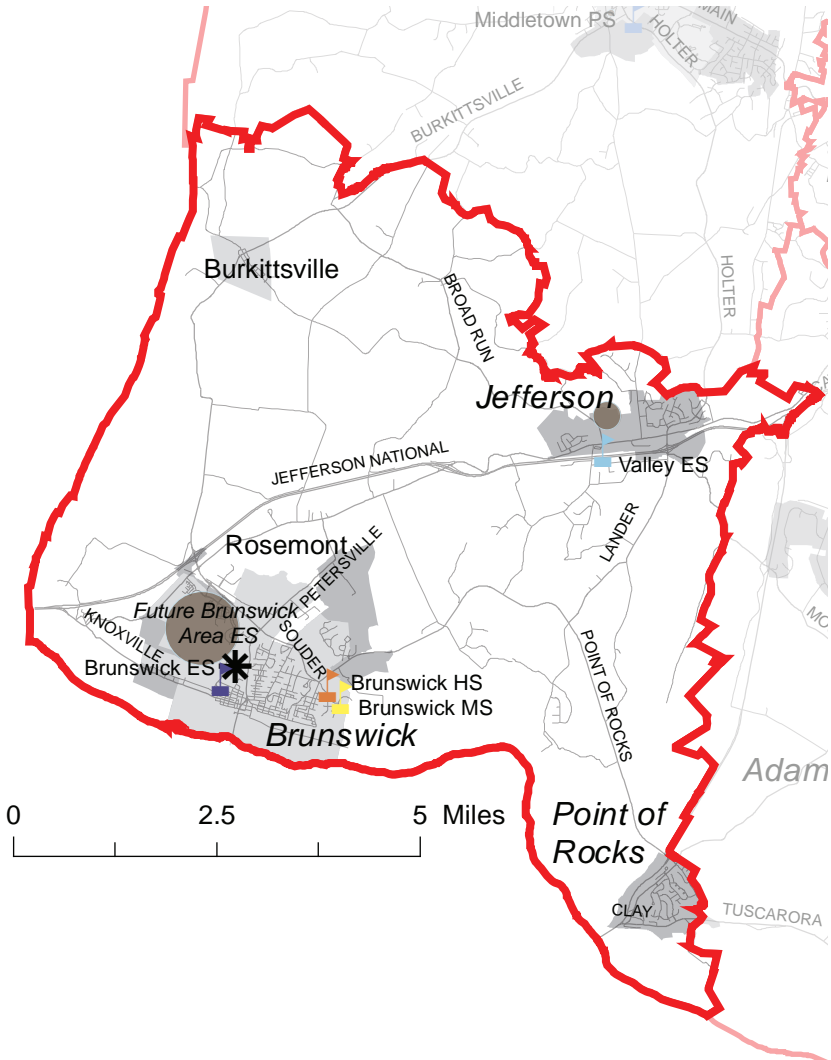 Middletown PS
MAIN
HOLTER
BURKITTSVILLE
Burkittsville
BROAD RUN
HOLTER
Jefferson
JEFFERSON NATIONAL
Valley ES
LANDER
Rosemont
PETERSVILLE
Future Brunswick
Area ES
KNOXVILLE
SOUDER
Brunswick ES
Brunswick HS
Brunswick MS
POINT OF ROCKS
Brunswick
Adam
0 2.5 5 Miles
Point of
Rocks
CLAY
TUSCARORA